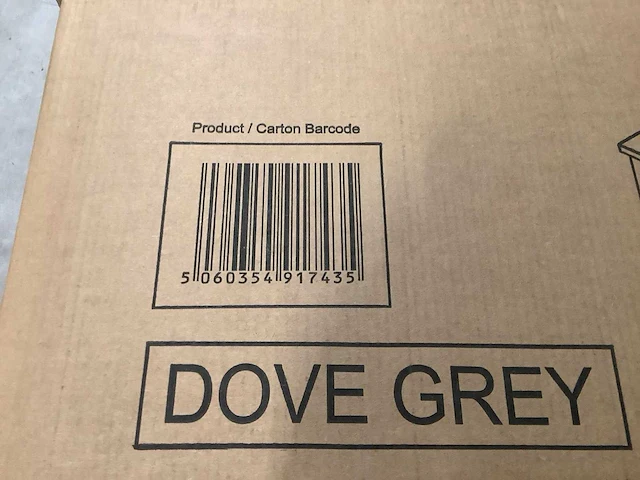 Product / Carton Barcode
5 060354 917435
DOVE GREY